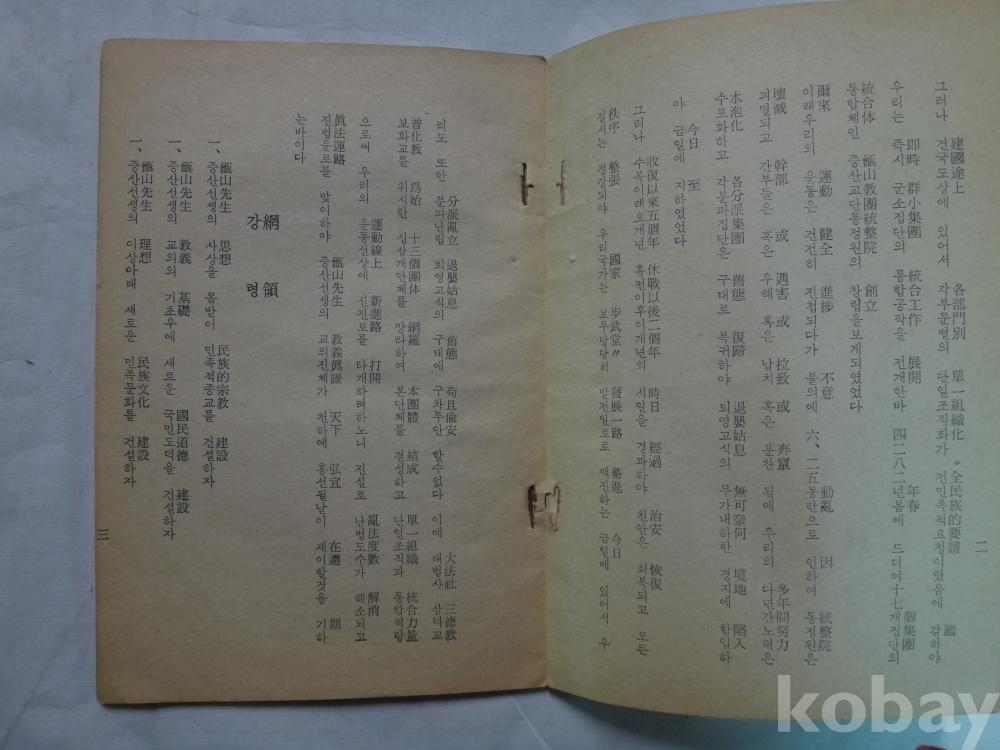 二
建國途上 各部門別 單一組織化 全民族的要請 鑑
그러나 건국도상에 있어서 각부문별의 단일조직화가 전민족적요청이였음에 감하야
即時 群小集團 統合工作 展開 年春 個集團
우리는 즉시 군소집단의 통합공작을 전개한바 四二八二년봄에 드디여十七개집단의
統合体 甑山教團統整院 創立
통합체인 증산교단통정원의 창립을보게되였었다
爾來 運動 健全 進捗 不意 動亂 因 統整院
이래우리의 운동은 건전히 진첩되다가 불의에 六、二五동란으로 인하여 통정원은
壞滅 幹部 或 遇害 或 拉致 或 奔竄 多年間努力
괴멸되고 간부들은 혹은 우해 혹은 납치 혹은 분찬 됨에 우리의 다년간노력은
水泡化 各分派集團 舊態 復歸 退嬰姑息 無可奈何 境地 陷入
수포화하고 각분파집단은 구태로 복귀하야 퇴영고식의 무가내하한 경지에 함입하
今日 至
야 금일에 지하였었다
收復以來五個年 休戰以後二個年 時日 經過 治安 恢復
그러나 수복이래오개년 휴전이후이개년의 시일을 경과하야 치안은 회복되고 모든
秩序 整張 國家 步武堂〃 發展一路 驀進 今日
질서는 정강되야 우리국가는 보무당당히 발전일로로 맥진하는 금일에 있어서 우
分派亂立 退嬰姑息 舊態 苟且偷安 大法社 三德教
리도 또한 분파난립 퇴영고식의 구태에 구차투안 할수없다 이에 대법사 삼덕교
普化教 爲始 十三個團体 網羅 本團體 結成 單一組織 統合力量
보화교를 위시한 십삼개단체를 망라하여 본단체를 결성하고 단일조직과 통합력량
運動線上 新進路 打開 亂法度數 解消
으로써 우리의 운동선상에 신진로를 타개하려하노니 진실로 난법도수가 해소되고
眞法運路 甑山先生 教義眞諦 天下 弘宣 在邇 期
진법운로를 맞이하야 증산선생의 교의진체가 천하에 홍선될날이 재이할것을 기하
는바이다
綱領
강령
甑山先生 思想 民族的宗教 建設
一、증산선생의 사상을 몸받어 민족적종교를 건설하자
甑山先生 教義 基礎 國民道德 建設
一、증산선생의 교의의 기초우에 새로운 국민도덕을 건설하자
甑山先生 理想 民族文化 建設
一、증산선생의 이상아래 새로운 민족문화를 건설하자
三
kobay